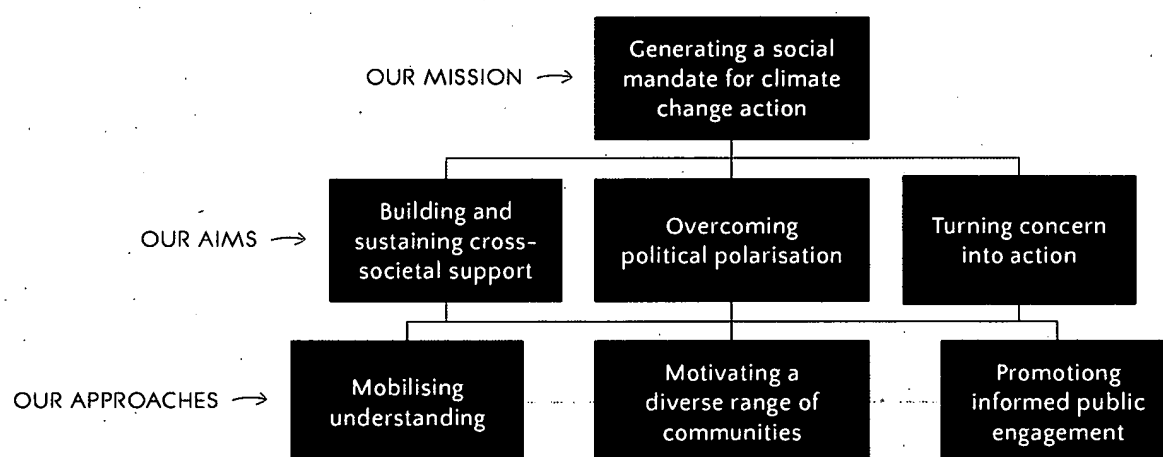 OUR MISSION →
Generating a social
mandate for climate
change action
OUR AIMS →
Building and
sustaining cross-
societal support
Overcoming
political polarisation
Turning concern
into action
OUR APPROACHES →
Mobilising
understanding
Motivating a
diverse range of
communities
Promotiong
informed public
engagement